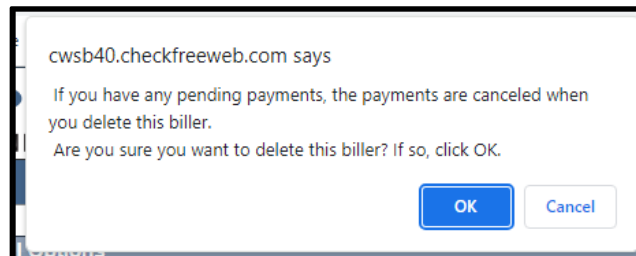 cwsb40.checkfreeweb.com says
If you have any pending payments, the payments are canceled when
you delete this biller.
Are you sure you want to delete this biller? If so, click OK.
OK Cancel